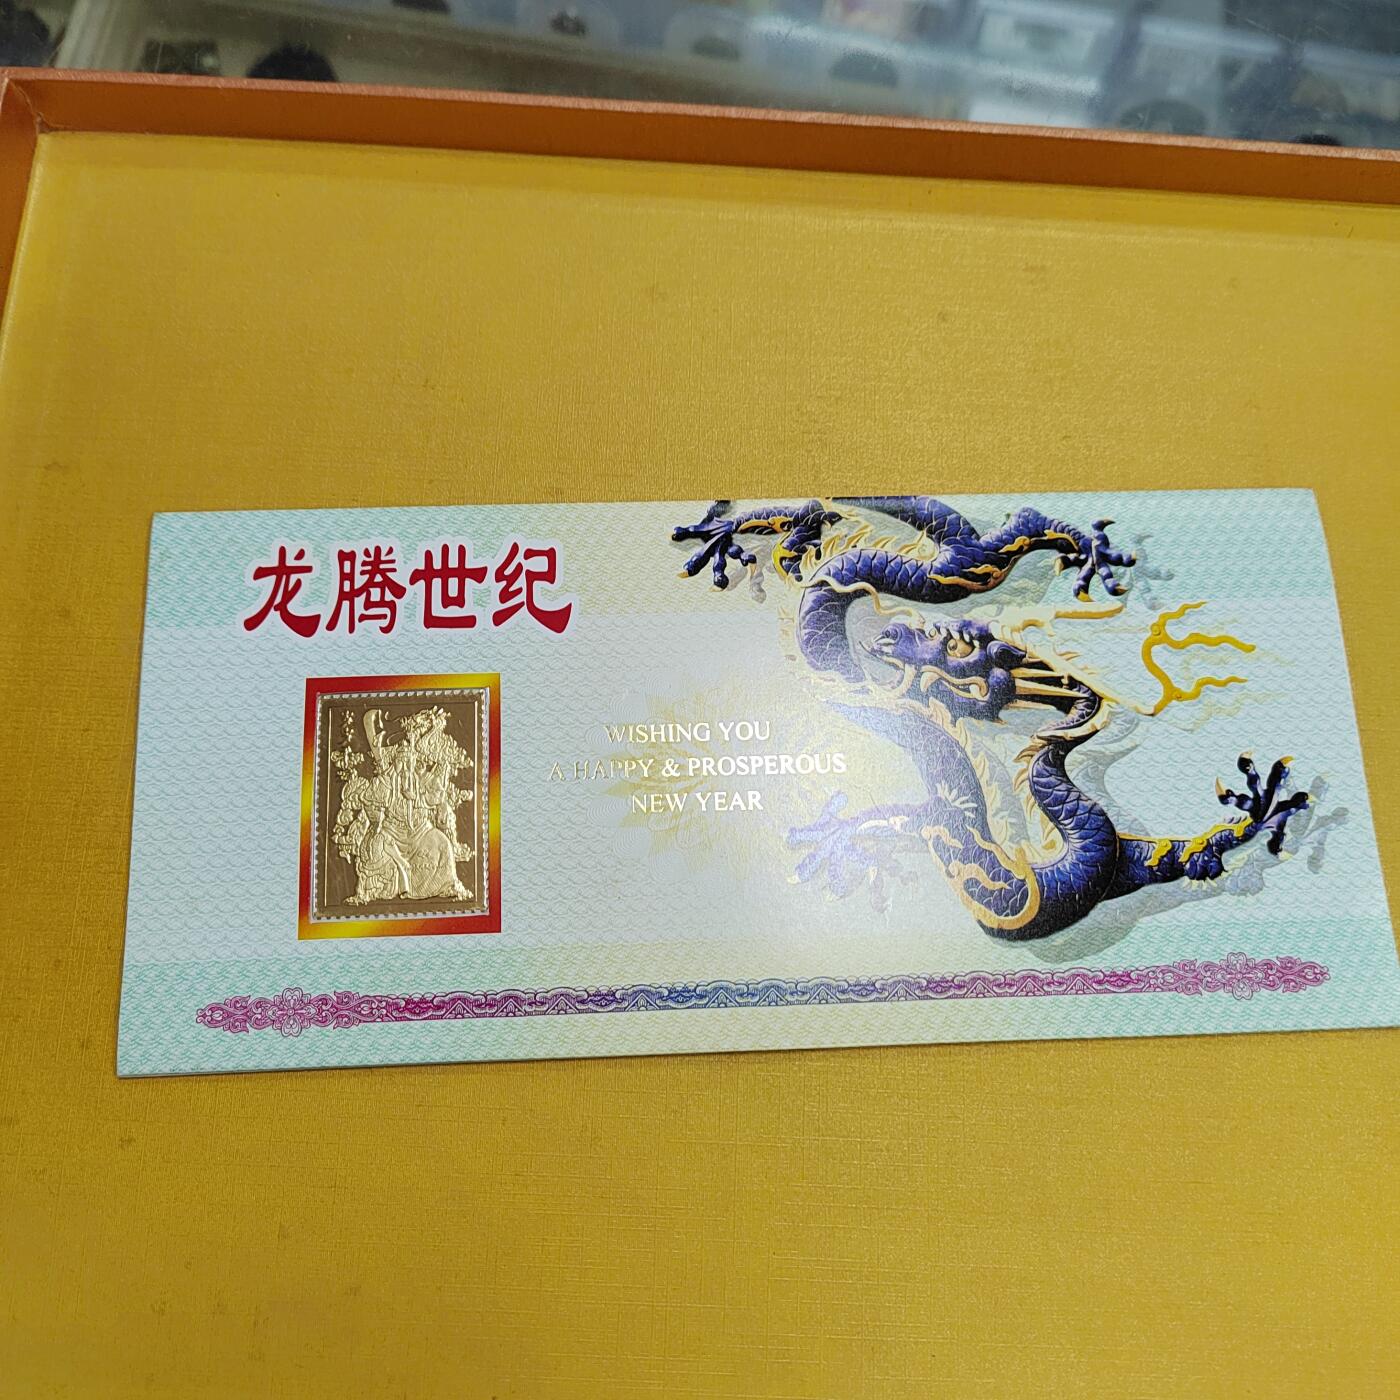 龙腾世纪
WISHING YOU
A HAPPY & PROSPEROUS
NEW YEAR